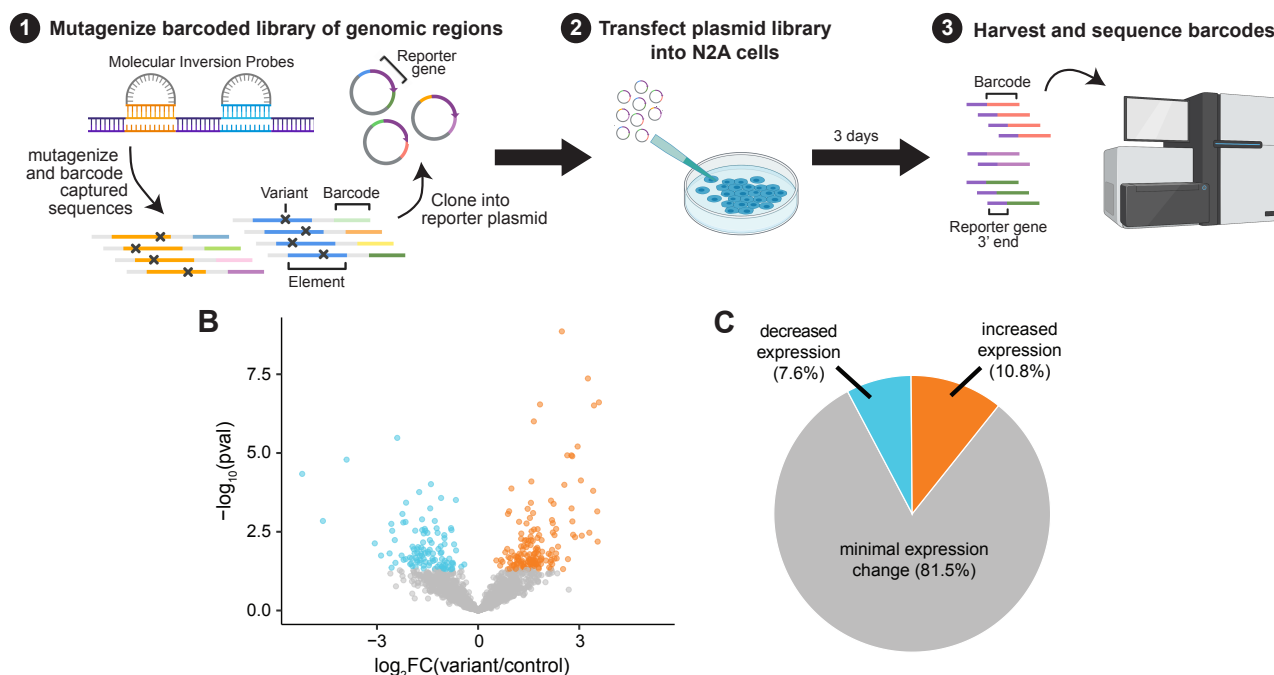 1 Mutagenize barcoded library of genomic regions
Molecular Inversion Probes
Reporter
gene
mutagenize
and barcode
captured
sequences
Variant
Barcode
Element
Clone into
reporter plasmid
2 Transfect plasmid library
into N2A cells
3 days
3 Harvest and sequence barcodes
Barcode
Reporter gene
3' end
B
−log10(pval)
7.5
5.0
2.5
0.0
−3
0
3
log2FC(variant/control)
C
decreased
expression
(7.6%)
increased
expression
(10.8%)
minimal expression
change (81.5%)